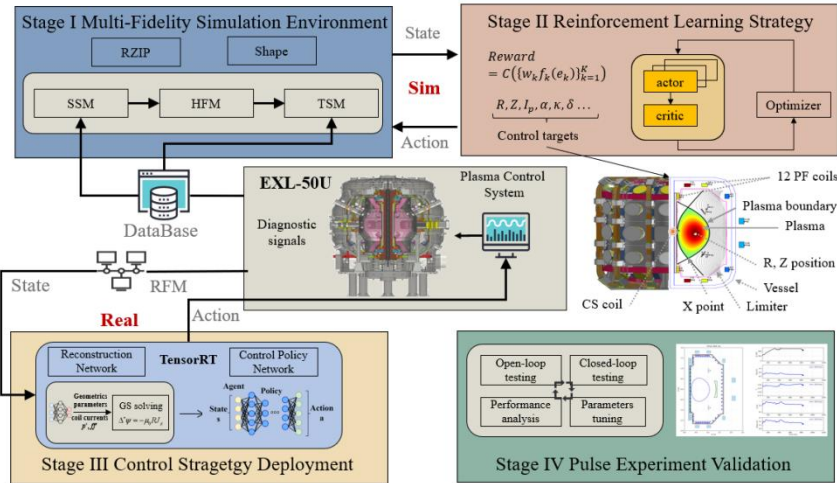 Stage I Multi-Fidelity Simulation Environment
RZIP
Shape
SSM
HFM
TSM
State
Sim
Action
Stage II Reinforcement Learning Strategy
Reward
= C({w_k f_k(e_k)}_{k=1}^{K})
R, Z, I_p, α, κ, δ ...
Control targets
actor
critic
Optimizer
DataBase
EXL-50U
Plasma Control
System
Diagnostic
signals
12 PF coils
Plasma boundary
Plasma
R, Z position
Vessel
Limiter
X point
CS coil
State
RFM
Real
Action
Reconstruction
Network
TensorRT
Control Policy
Network
Geometrics
parameters
coil currents
p', ff'
GS solving
Agent
Policy
State
s
Action
a
Stage III Control Stragetgy Deployment
Open-loop
testing
Closed-loop
testing
Performance
analysis
Parameters
tuning
Stage IV Pulse Experiment Validation